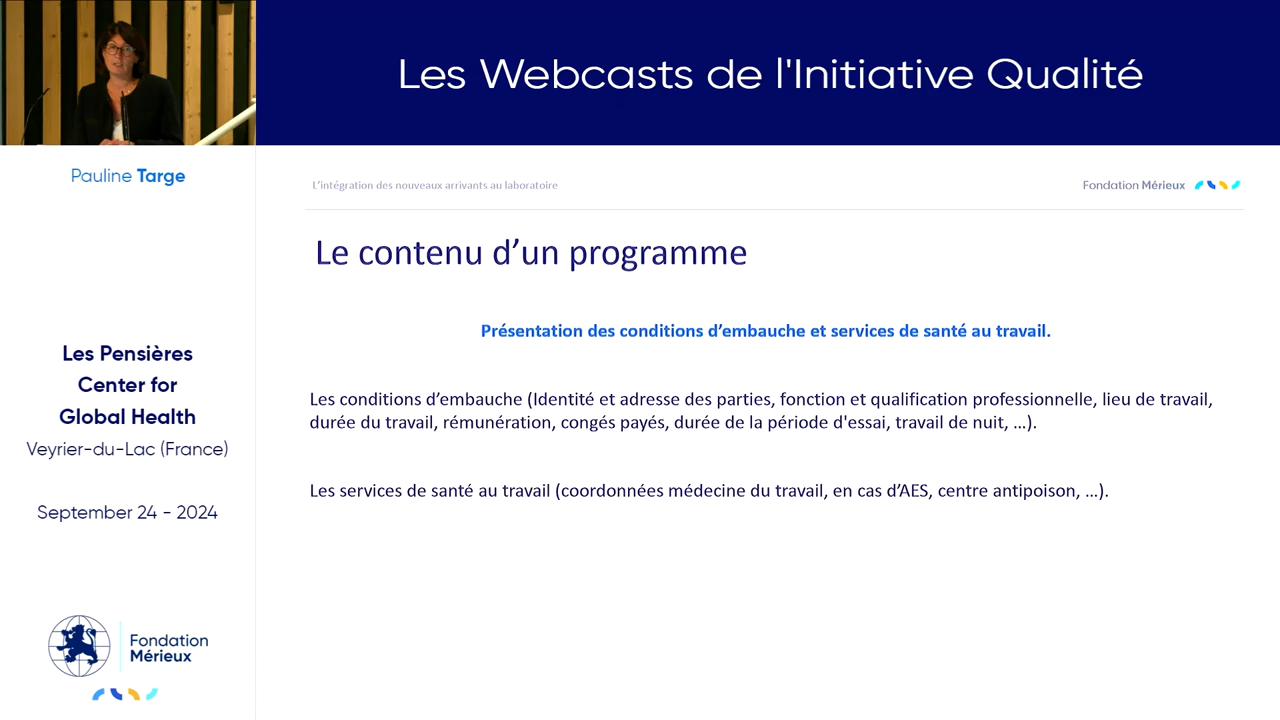 Les Webcasts de l'Initiative Qualité
Pauline Targe
Les Pensières
Center for
Global Health
Veyrier-du-Lac (France)
September 24 - 2024
Fondation
Mérieux
L’intégration des nouveaux arrivants au laboratoire
Fondation Mérieux
Le contenu d’un programme
Présentation des conditions d’embauche et services de santé au travail.
Les conditions d’embauche (Identité et adresse des parties, fonction et qualification professionnelle, lieu de travail,
durée du travail, rémunération, congés payés, durée de la période d'essai, travail de nuit, …).
Les services de santé au travail (coordonnées médecine du travail, en cas d’AES, centre antipoison, …).